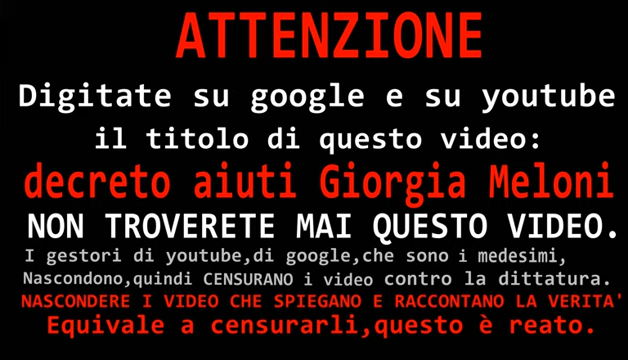 ATTENZIONE
Digitate su google e su youtube
il titolo di questo video:
decreto aiuti Giorgia Meloni
NON TROVERETE MAI QUESTO VIDEO.
I gestori di youtube,di google,che sono i medesimi,
Nascondono,quindi CENSURANO i video contro la dittatura.
NASCONDERE I VIDEO CHE SPIEGANO E RACCONTANO LA VERITA'
Equivale a censurarli,questo è reato.